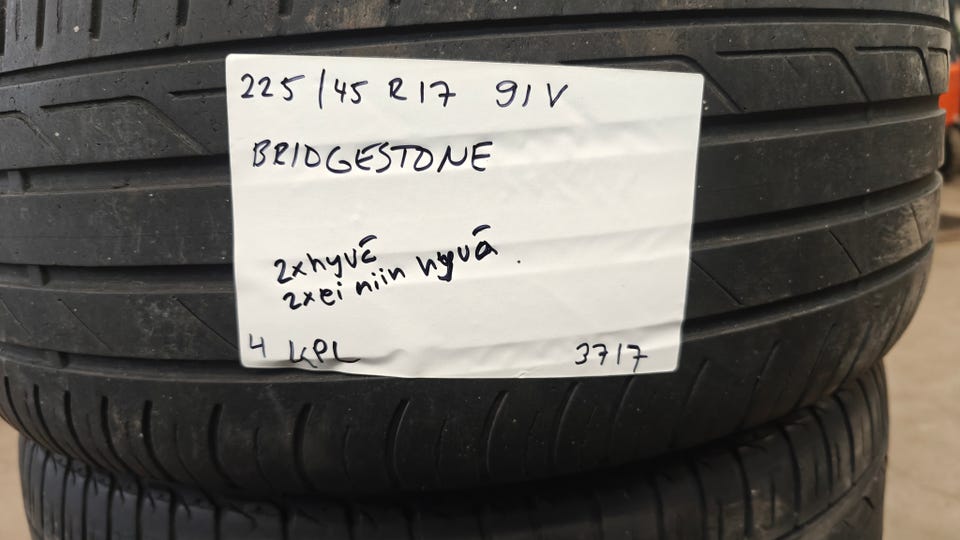 225/45 R17 91V
BRIDGESTONE
2xhyvä
2xei niin hyvä.
4 KPL 3717